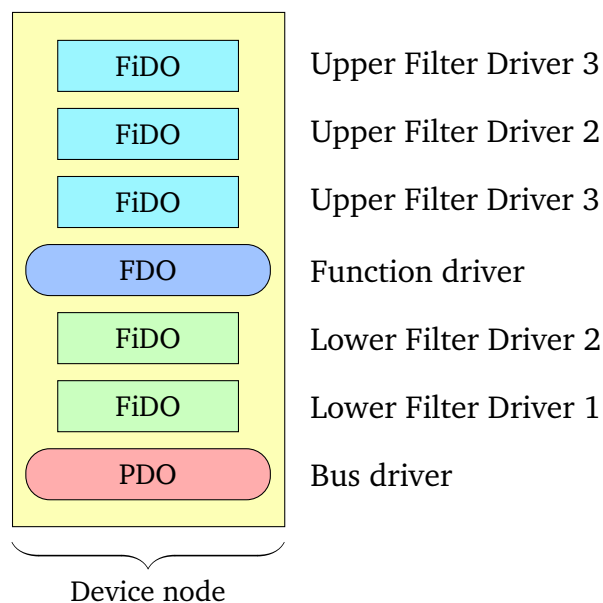 FiDO Upper Filter Driver 3
FiDO Upper Filter Driver 2
FiDO Upper Filter Driver 3
FDO Function driver
FiDO Lower Filter Driver 2
FiDO Lower Filter Driver 1
PDO Bus driver
Device node